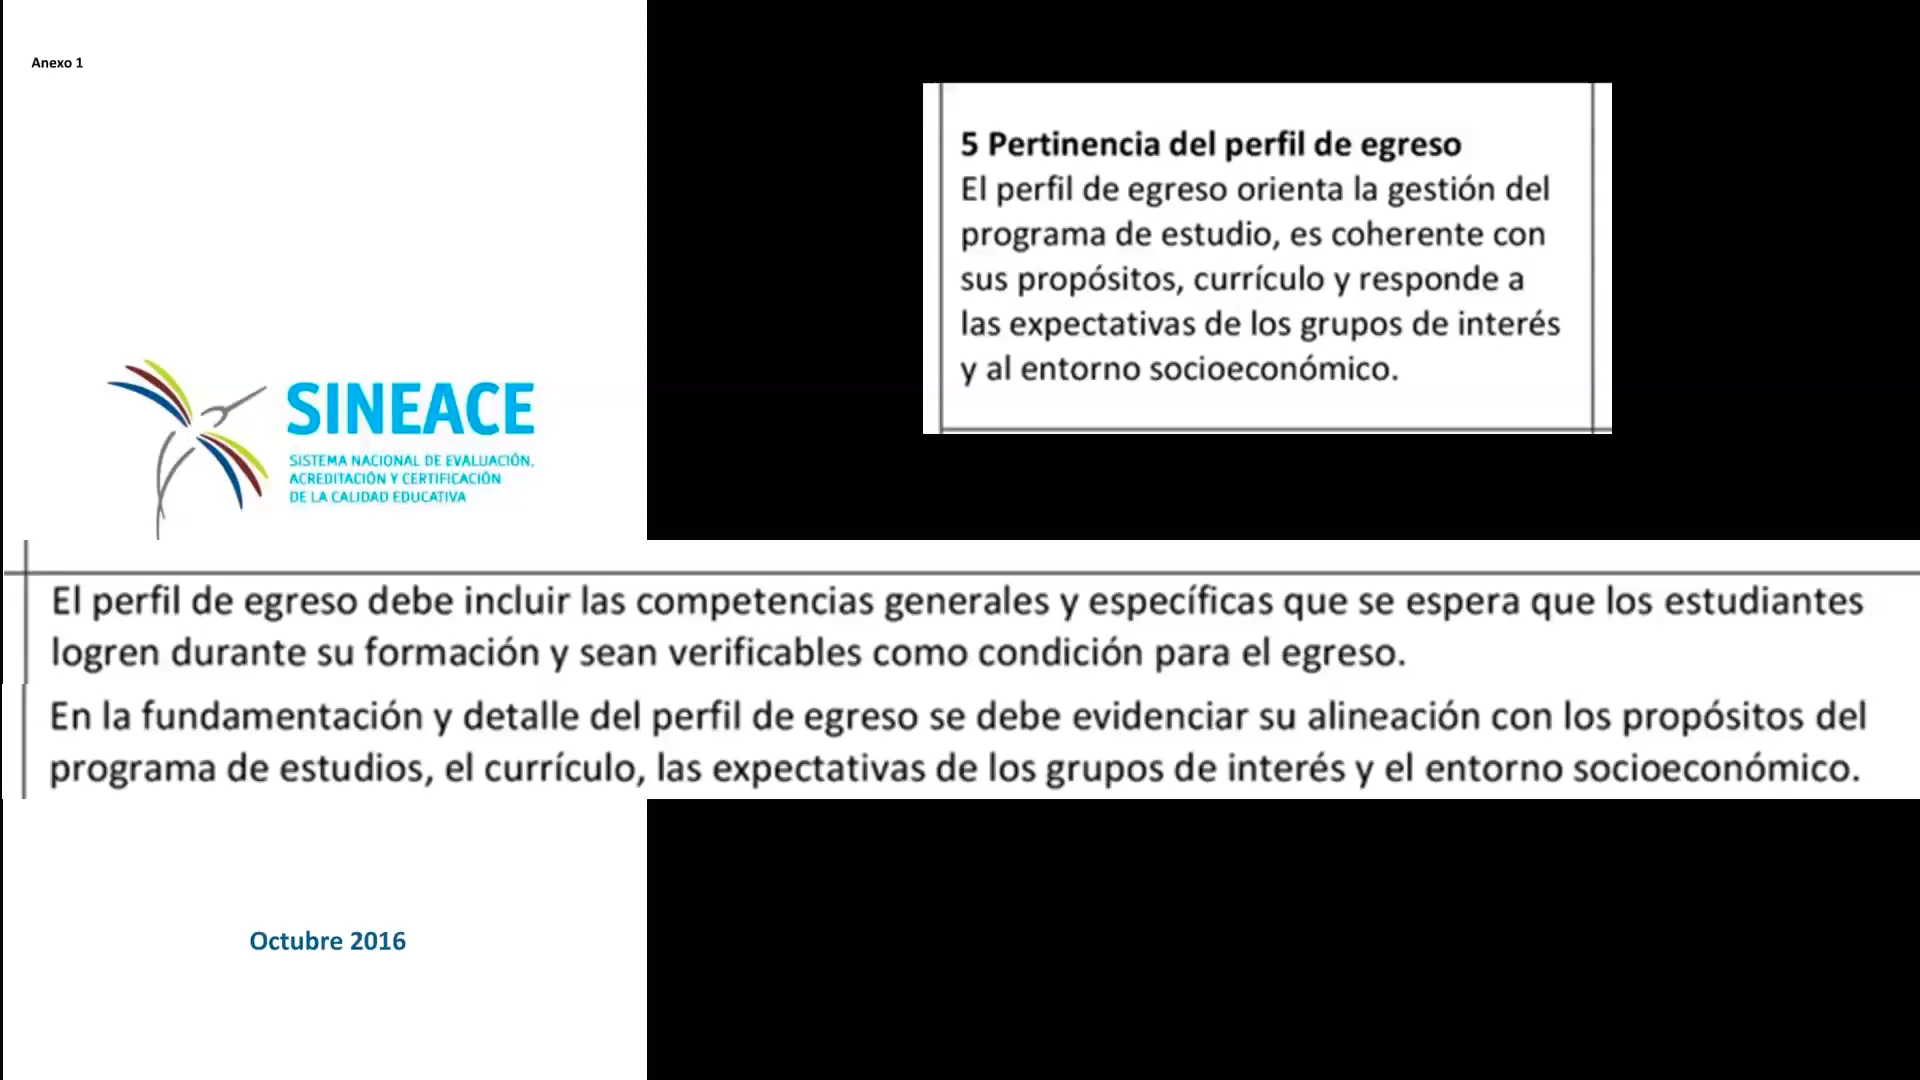 Anexo 1
5 Pertinencia del perfil de egreso
El perfil de egreso orienta la gestión del
programa de estudio, es coherente con
sus propósitos, currículo y responde a
las expectativas de los grupos de interés
y al entorno socioeconómico.
SINEACE
SISTEMA NACIONAL DE EVALUACIÓN,
ACREDITACIÓN Y CERTIFICACIÓN
DE LA CALIDAD EDUCATIVA
El perfil de egreso debe incluir las competencias generales y específicas que se espera que los estudiantes
logren durante su formación y sean verificables como condición para el egreso.
En la fundamentación y detalle del perfil de egreso se debe evidenciar su alineación con los propósitos del
programa de estudios, el currículo, las expectativas de los grupos de interés y el entorno socioeconómico.
Octubre 2016